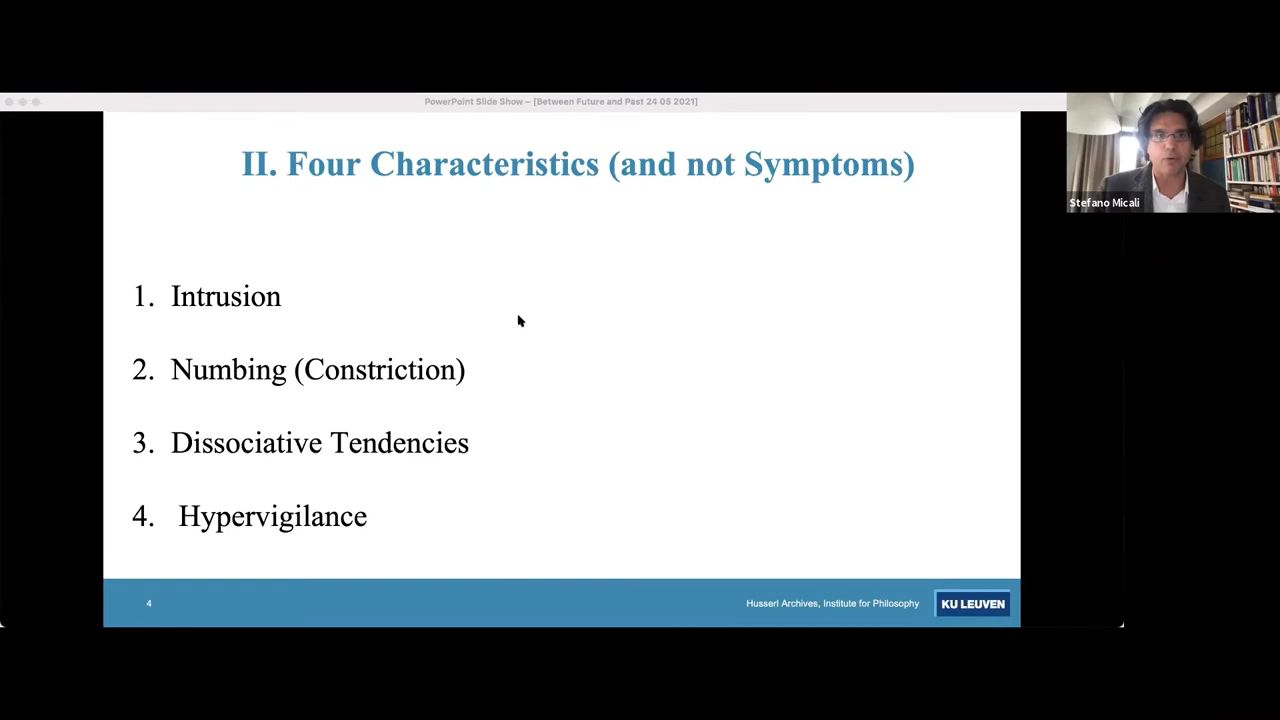 PowerPoint Slide Show – [Between Future and Past 24 05 2021]
II. Four Characteristics (and not Symptoms)
Stefano Micali
1. Intrusion
2. Numbing (Constriction)
3. Dissociative Tendencies
4. Hypervigilance
4
Husserl Archives, Institute for Philosophy
KU LEUVEN